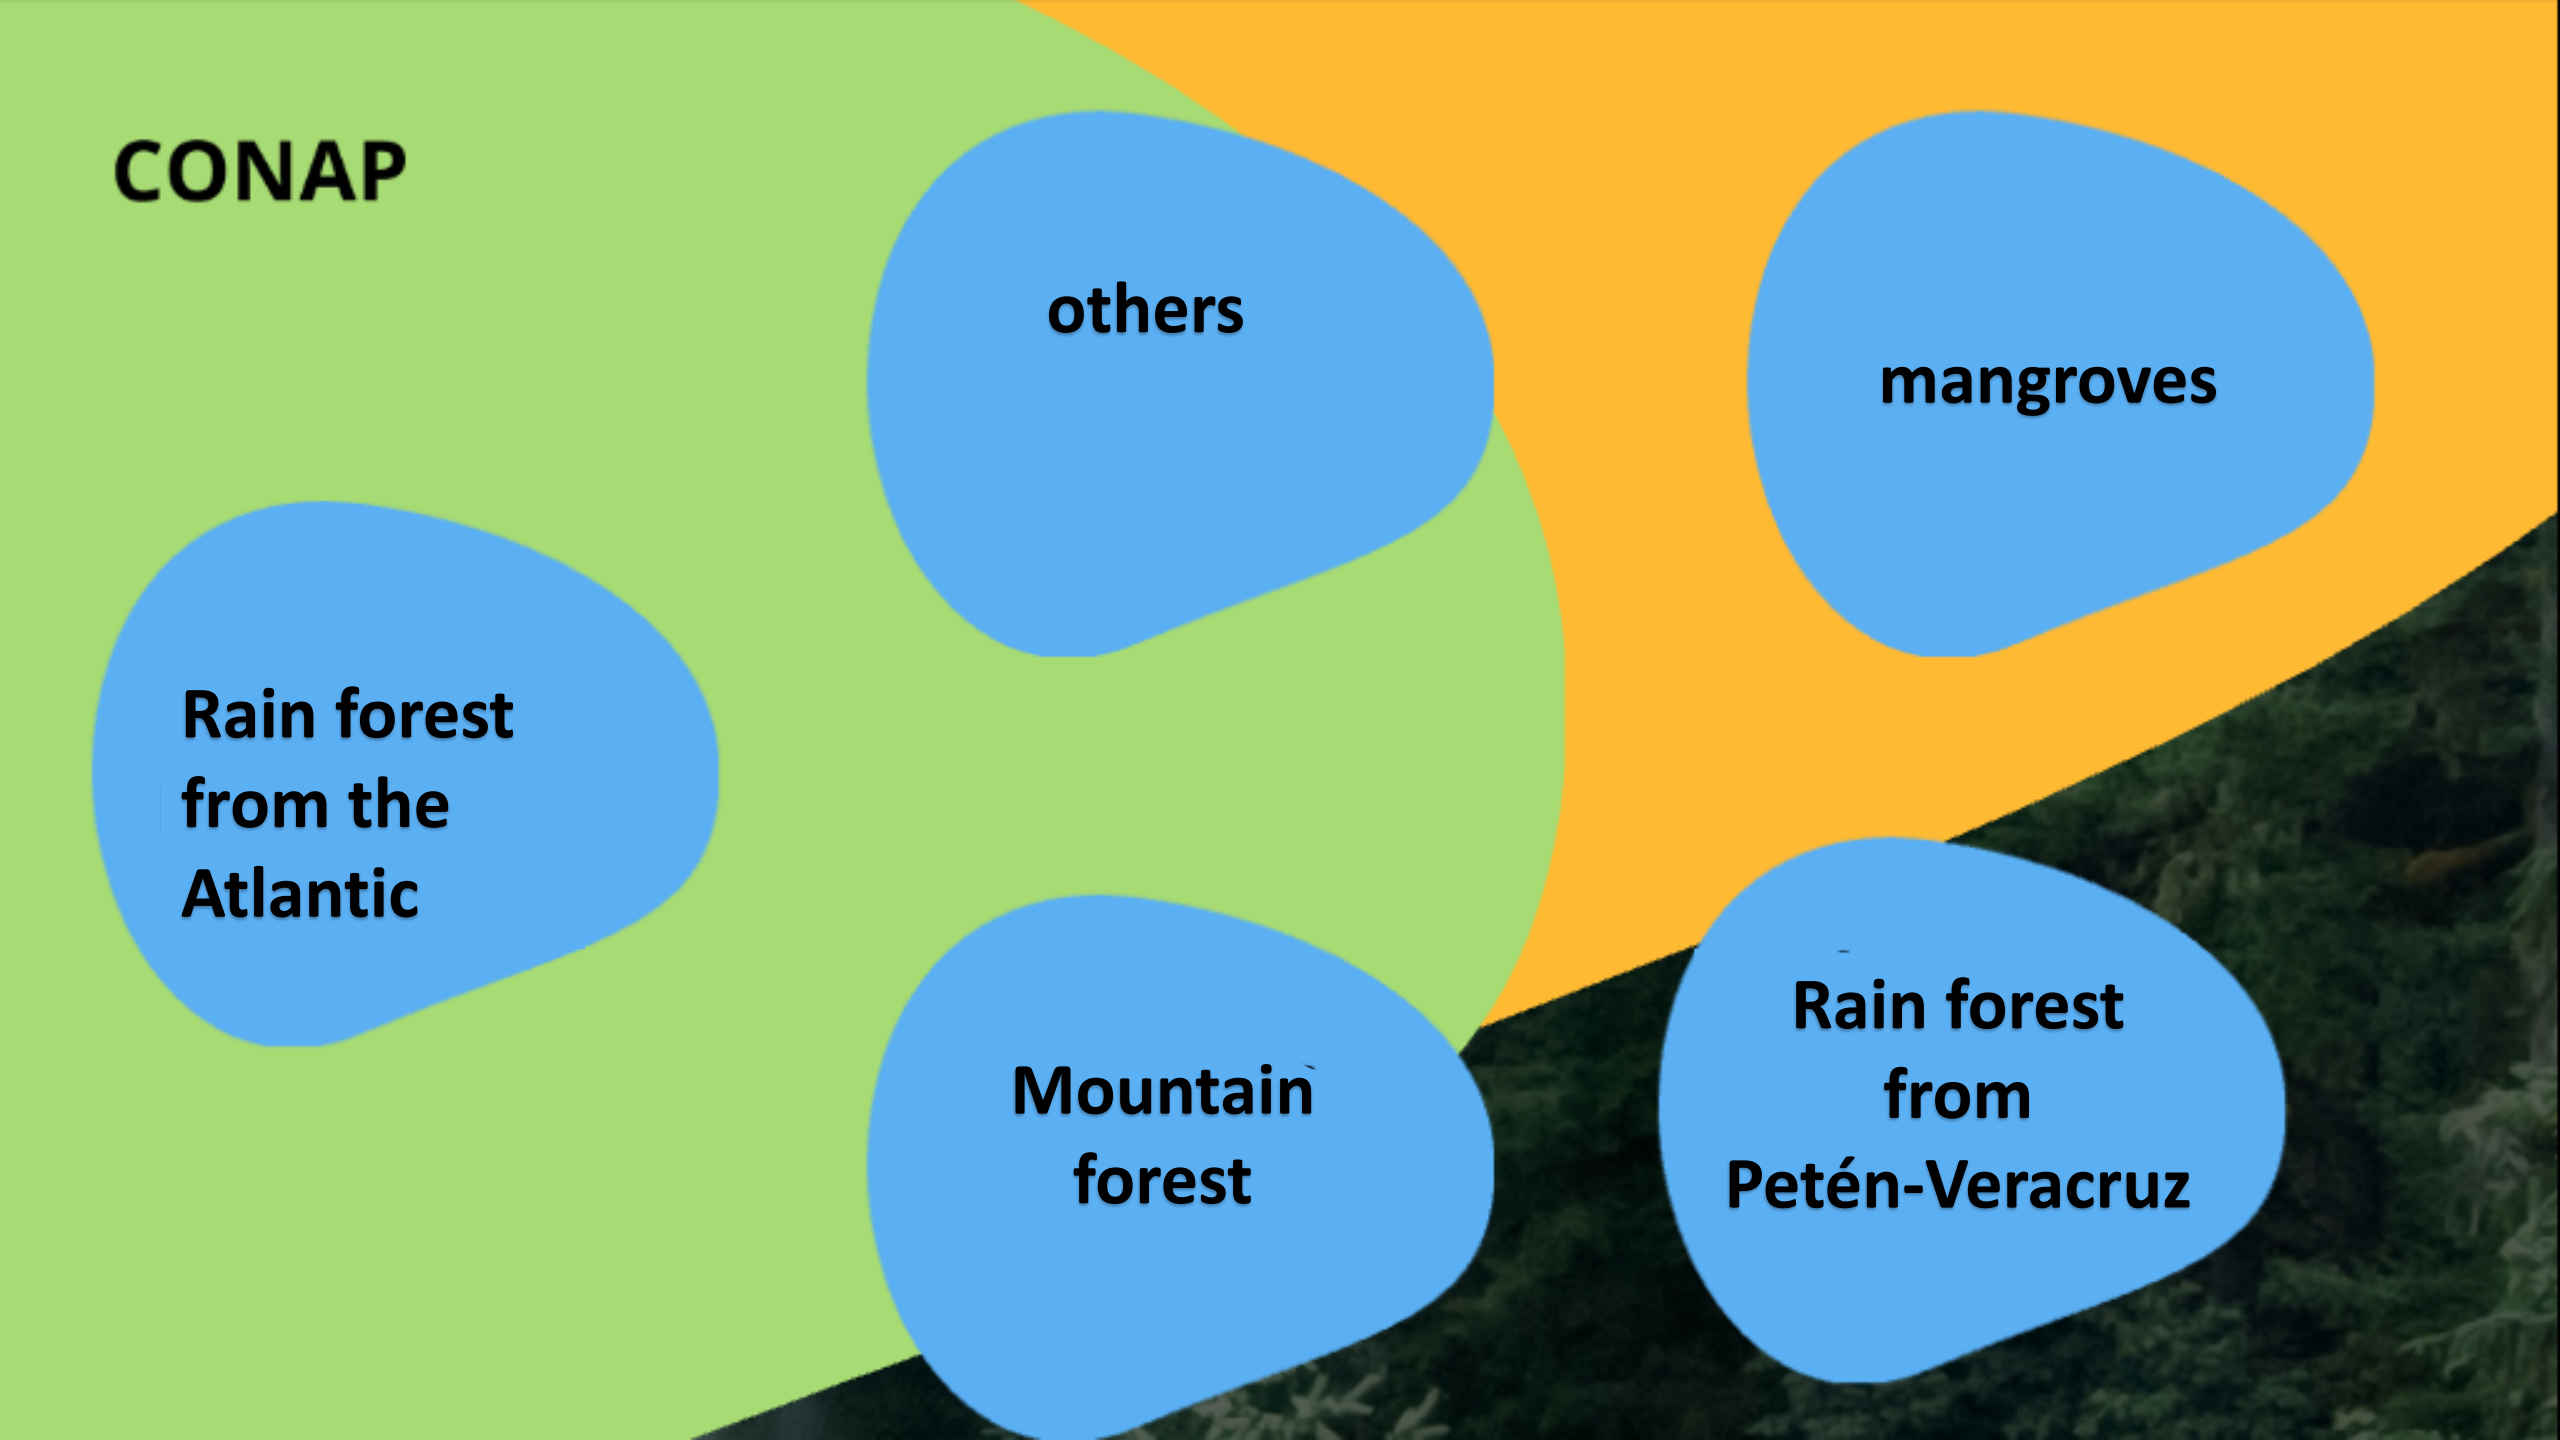 CONAP
others
mangroves
Rain forest
from the
Atlantic
Mountain
forest
Rain forest
from
Petén-Veracruz